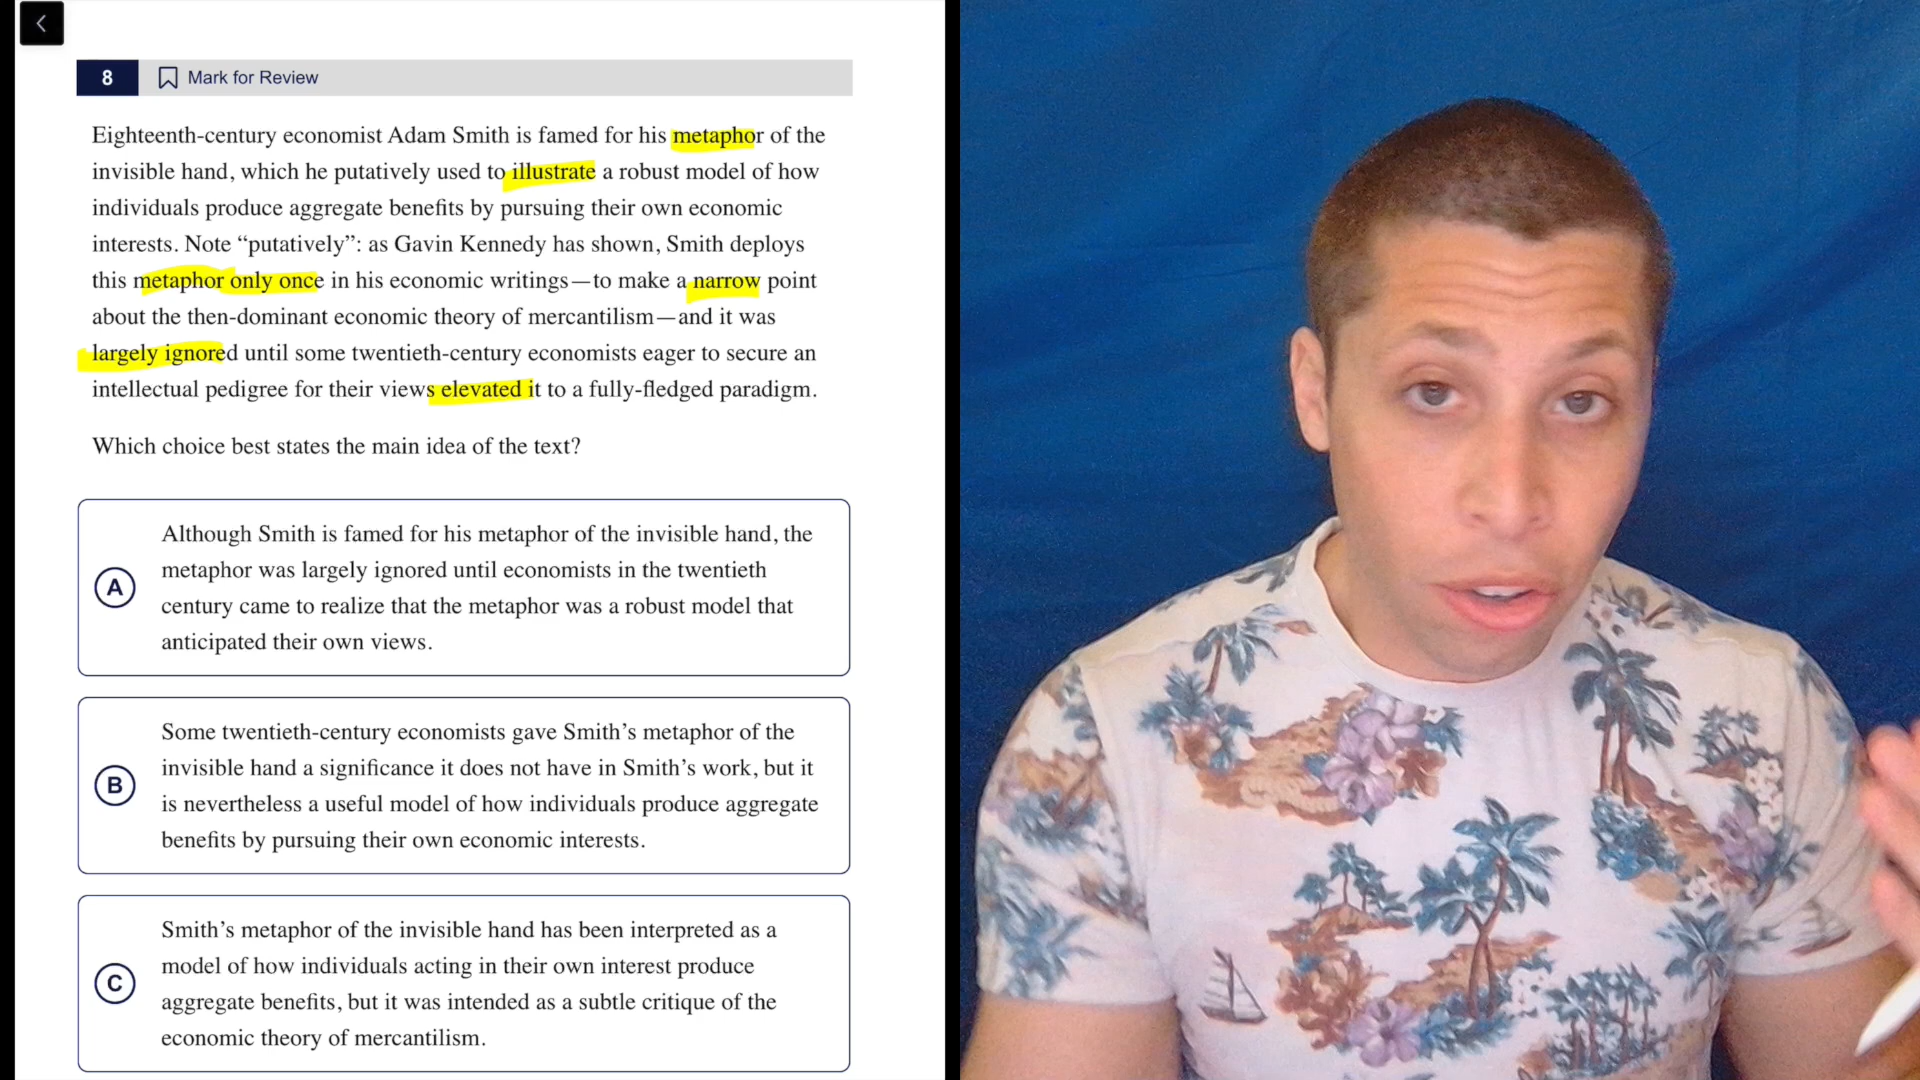 8 Mark for Review
Eighteenth-century economist Adam Smith is famed for his metaphor of the
invisible hand, which he putatively used to illustrate a robust model of how
individuals produce aggregate benefits by pursuing their own economic
interests. Note “putatively”: as Gavin Kennedy has shown, Smith deploys
this metaphor only once in his economic writings—to make a narrow point
about the then-dominant economic theory of mercantilism—and it was
largely ignored until some twentieth-century economists eager to secure an
intellectual pedigree for their views elevated it to a fully-fledged paradigm.
Which choice best states the main idea of the text?
A
Although Smith is famed for his metaphor of the invisible hand, the
metaphor was largely ignored until economists in the twentieth
century came to realize that the metaphor was a robust model that
anticipated their own views.
B
Some twentieth-century economists gave Smith’s metaphor of the
invisible hand a significance it does not have in Smith’s work, but it
is nevertheless a useful model of how individuals produce aggregate
benefits by pursuing their own economic interests.
C
Smith’s metaphor of the invisible hand has been interpreted as a
model of how individuals acting in their own interest produce
aggregate benefits, but it was intended as a subtle critique of the
economic theory of mercantilism.